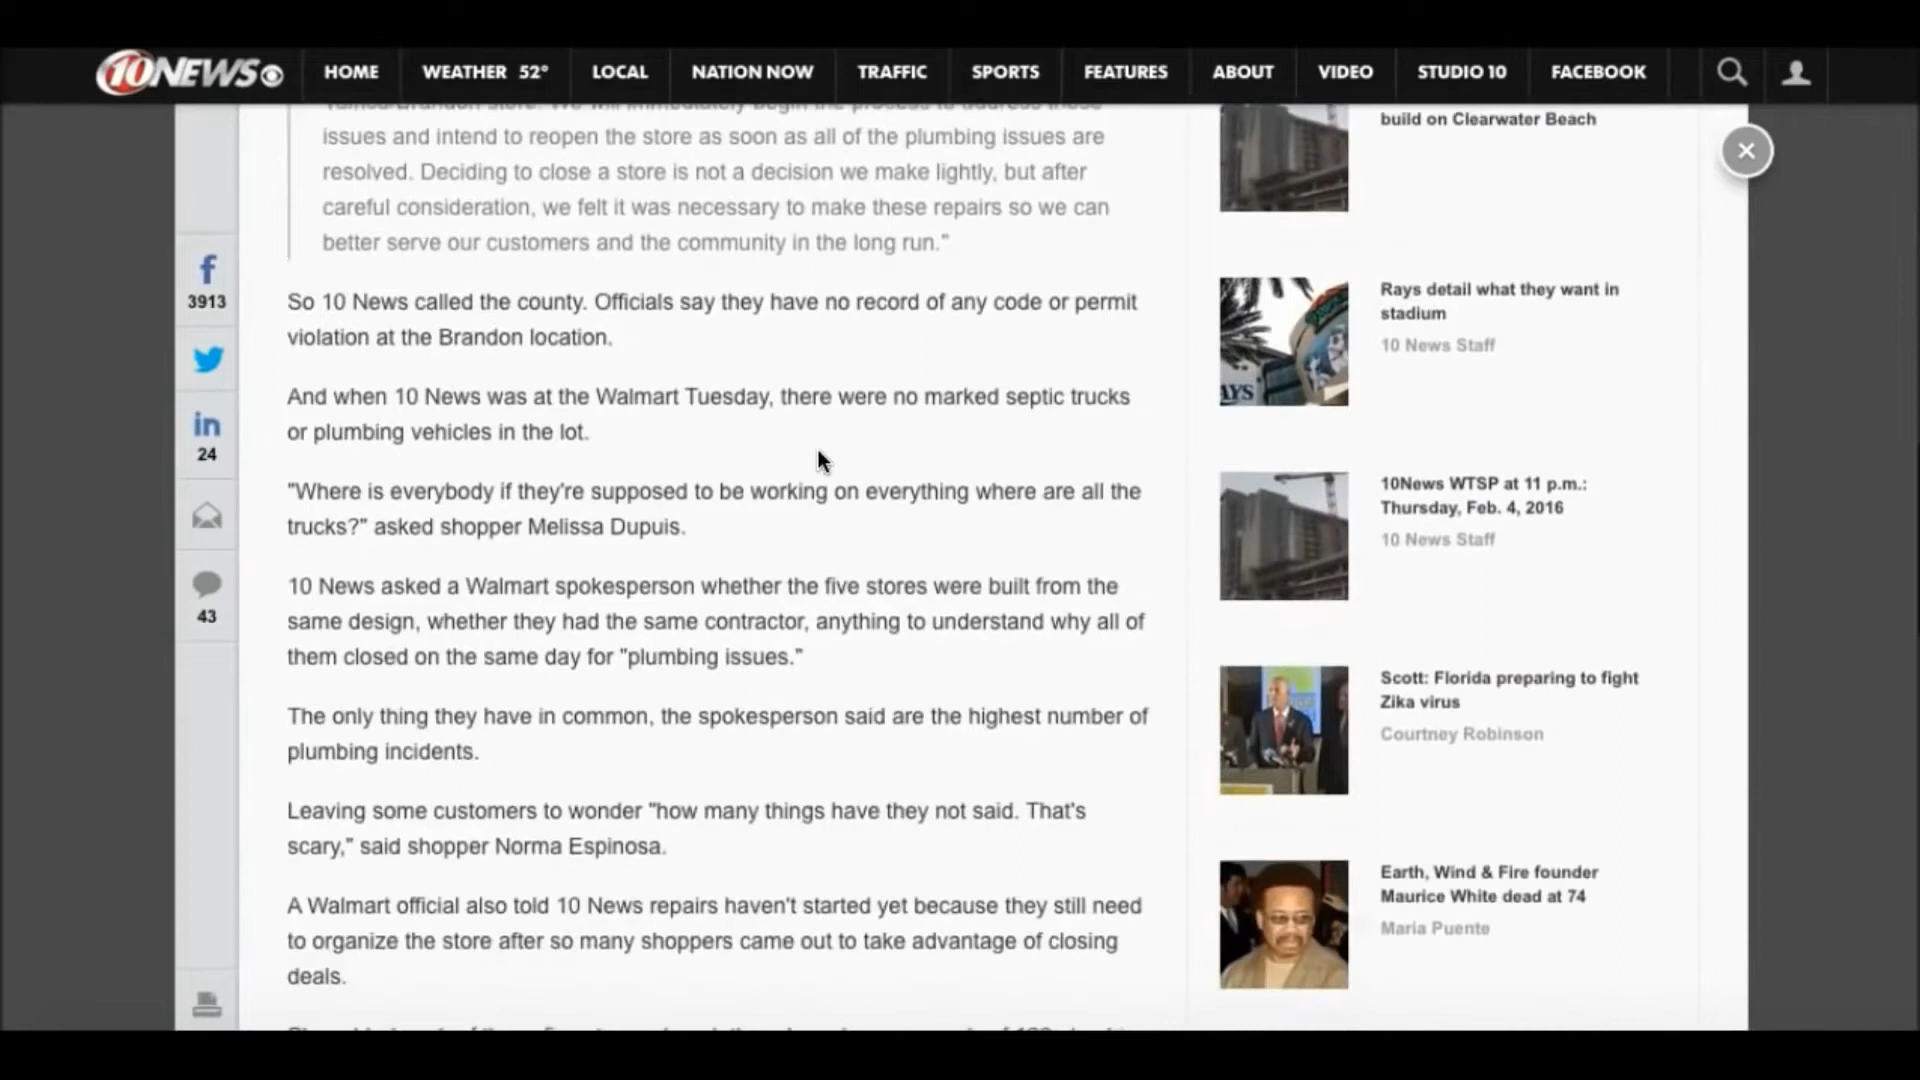 10NEWS
HOME
WEATHER 52°
LOCAL
NATION NOW
TRAFFIC
SPORTS
FEATURES
ABOUT
VIDEO
STUDIO 10
FACEBOOK
issues and intend to reopen the store as soon as all of the plumbing issues are
resolved. Deciding to close a store is not a decision we make lightly, but after
careful consideration, we felt it was necessary to make these repairs so we can
better serve our customers and the community in the long run."
So 10 News called the county. Officials say they have no record of any code or permit
violation at the Brandon location.
And when 10 News was at the Walmart Tuesday, there were no marked septic trucks
or plumbing vehicles in the lot.
"Where is everybody if they're supposed to be working on everything where are all the
trucks?" asked shopper Melissa Dupuis.
10 News asked a Walmart spokesperson whether the five stores were built from the
same design, whether they had the same contractor, anything to understand why all of
them closed on the same day for "plumbing issues."
The only thing they have in common, the spokesperson said are the highest number of
plumbing incidents.
Leaving some customers to wonder "how many things have they not said. That's
scary," said shopper Norma Espinosa.
A Walmart official also told 10 News repairs haven't started yet because they still need
to organize the store after so many shoppers came out to take advantage of closing
deals.
3913
in
24
43
build on Clearwater Beach
Rays detail what they want in
stadium
10 News Staff
10News WTSP at 11 p.m.:
Thursday, Feb. 4, 2016
10 News Staff
Scott: Florida preparing to fight
Zika virus
Courtney Robinson
Earth, Wind & Fire founder
Maurice White dead at 74
Maria Puente